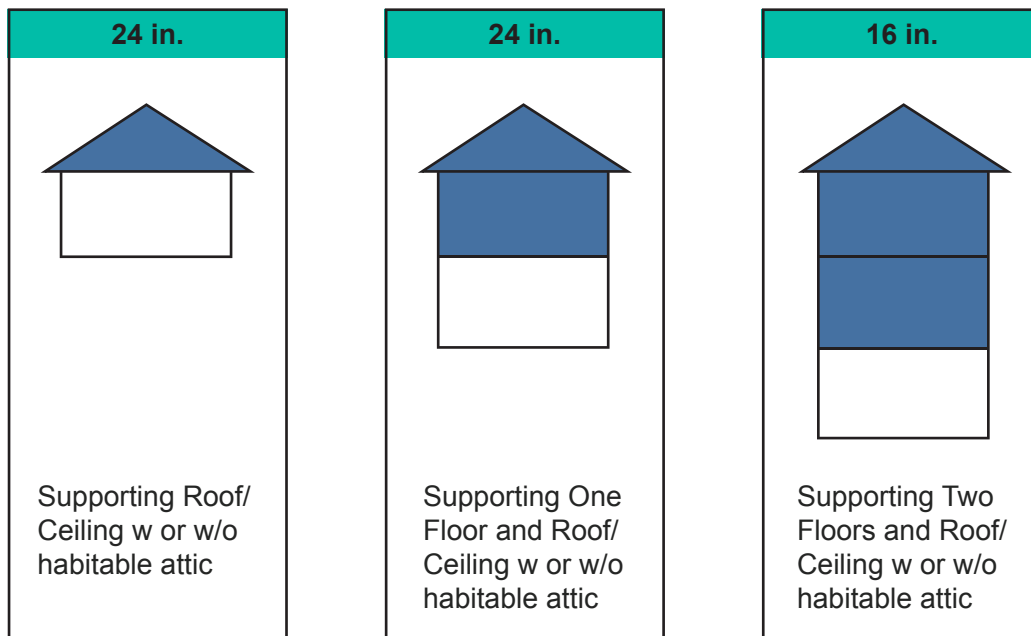 24 in.
Supporting Roof/
Ceiling w or w/o
habitable attic
24 in.
Supporting One
Floor and Roof/
Ceiling w or w/o
habitable attic
16 in.
Supporting Two
Floors and Roof/
Ceiling w or w/o
habitable attic